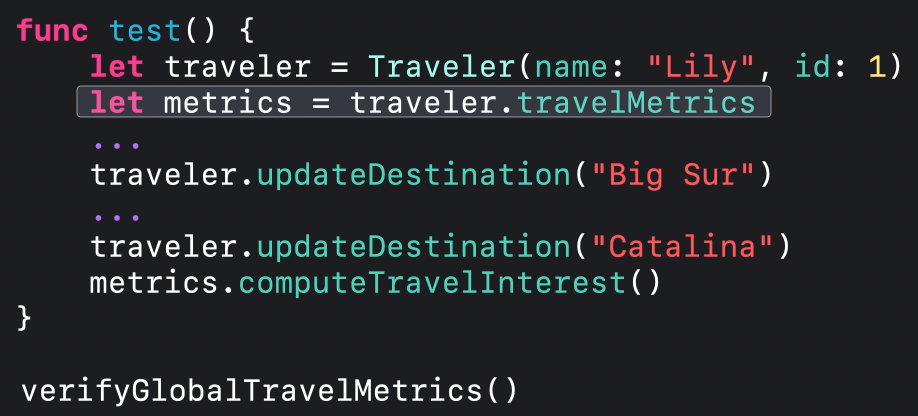 func test() {
    let traveler = Traveler(name: "Lily", id: 1)
    let metrics = traveler.travelMetrics
    ...
    traveler.updateDestination("Big Sur")
    ...
    traveler.updateDestination("Catalina")
    metrics.computeTravelInterest()
}
verifyGlobalTravelMetrics()